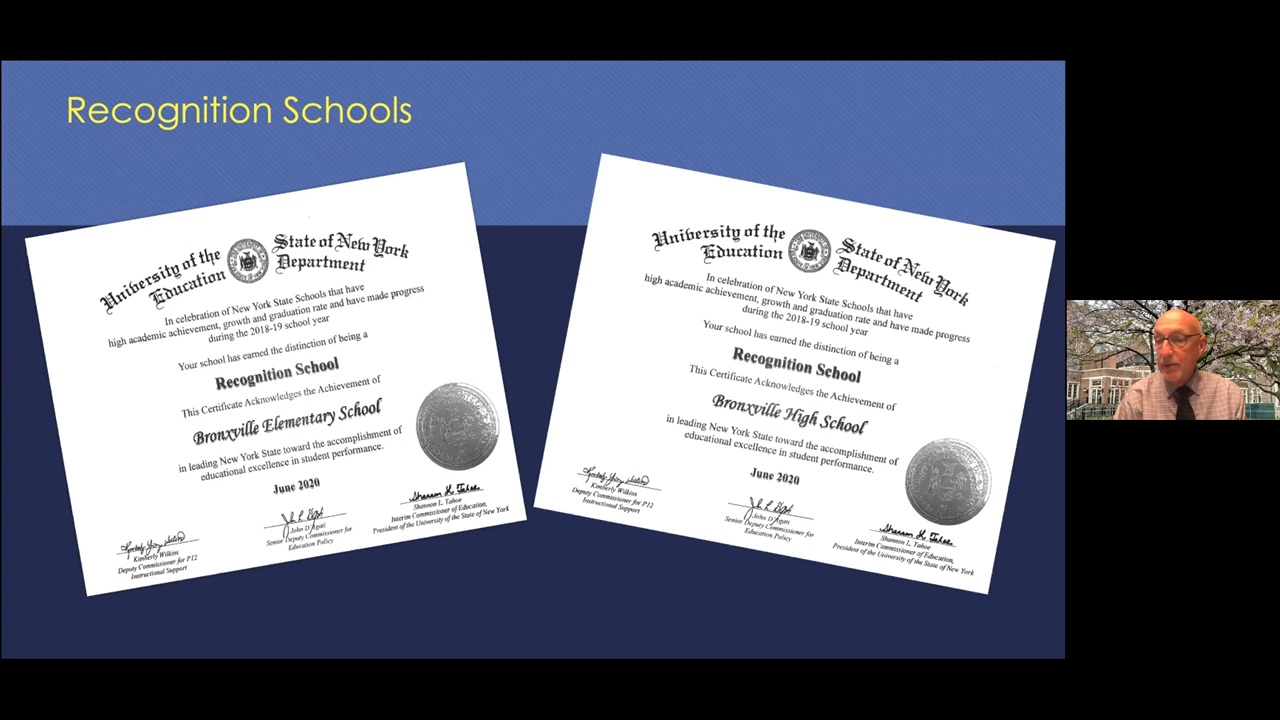 Recognition Schools
University of the State of New York
Education Department
In celebration of New York State Schools that have
high academic achievement, growth and graduation rate and have made progress
during the 2018-19 school year
Your school has earned the distinction of being a
Recognition School
This Certificate Acknowledges the Achievement of
Bronxville Elementary School
in leading New York State toward the accomplishment of
educational excellence in student performance.
June 2020
Kimberly Wilkins
Deputy Commissioner for P12
Instructional Support
John D'Agati
Senior Deputy Commissioner for
Education Policy
Shannon L. Tahoe
Interim Commissioner of Education,
President of the University of the State of New York
University of the State of New York
Education Department
In celebration of New York State Schools that have
high academic achievement, growth and graduation rate and have made progress
during the 2018-19 school year
Your school has earned the distinction of being a
Recognition School
This Certificate Acknowledges the Achievement of
Bronxville High School
in leading New York State toward the accomplishment of
educational excellence in student performance.
June 2020
Kimberly Wilkins
Deputy Commissioner for P12
Instructional Support
John D'Agati
Senior Deputy Commissioner for
Education Policy
Shannon L. Tahoe
Interim Commissioner of Education,
President of the University of the State of New York